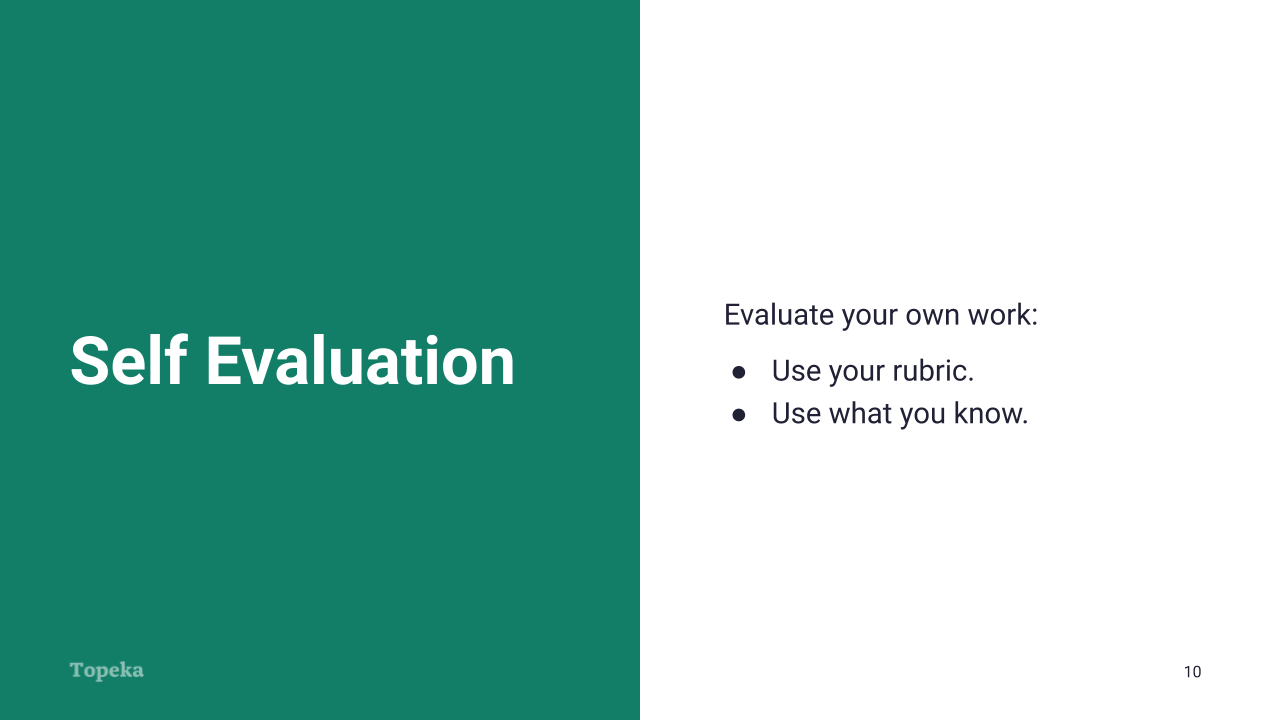 Self Evaluation
Evaluate your own work:
● Use your rubric.
● Use what you know.
Topeka
10